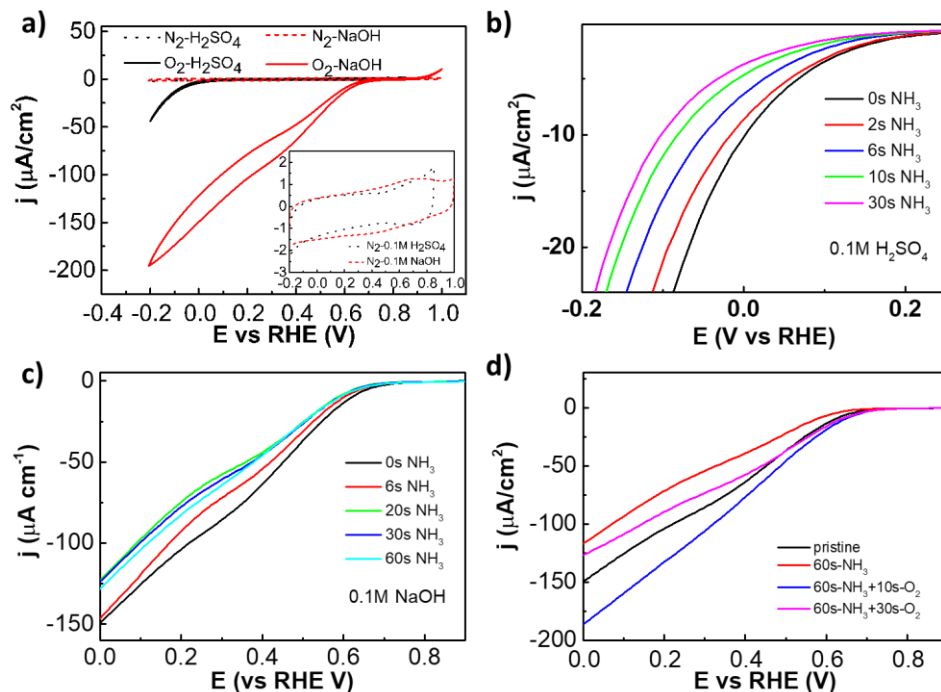 a)
50
0
-50
-100
-150
-200
j (μA/cm²)
N₂-H₂SO₄
N₂-NaOH
O₂-H₂SO₄
O₂-NaOH
2
1
0
-1
-2
-3
N₂-0.1M H₂SO₄
N₂-0.1M NaOH
-0.2 0.0 0.2 0.4 0.6 0.8 1.0
-0.4 -0.2 0.0 0.2 0.4 0.6 0.8 1.0
E vs RHE (V)
b)
-10
-20
j (μA/cm²)
0s NH₃
2s NH₃
6s NH₃
10s NH₃
30s NH₃
0.1M H₂SO₄
-0.2 0.0 0.2
E (V vs RHE)
c)
0
-50
-100
-150
j (μA cm⁻¹)
0s NH₃
6s NH₃
20s NH₃
30s NH₃
60s NH₃
0.1M NaOH
0.0 0.2 0.4 0.6 0.8
E (vs RHE V)
d)
0
-50
-100
-150
-200
j (μA/cm²)
pristine
60s-NH₃
60s-NH₃+10s-O₂
60s-NH₃+30s-O₂
0.0 0.2 0.4 0.6 0.8
E vs RHE (V)